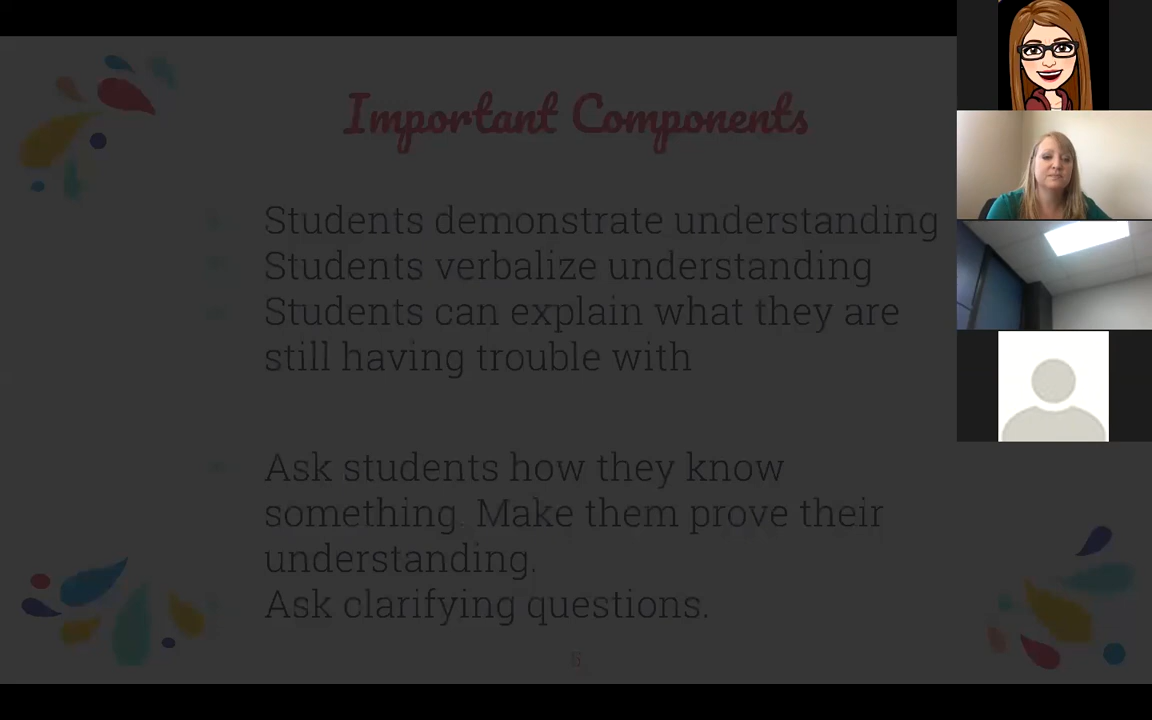 Important Components
Students demonstrate understanding
Students verbalize understanding
Students can explain what they are
still having trouble with
Ask students how they know
something. Make them prove their
understanding.
Ask clarifying questions.
15